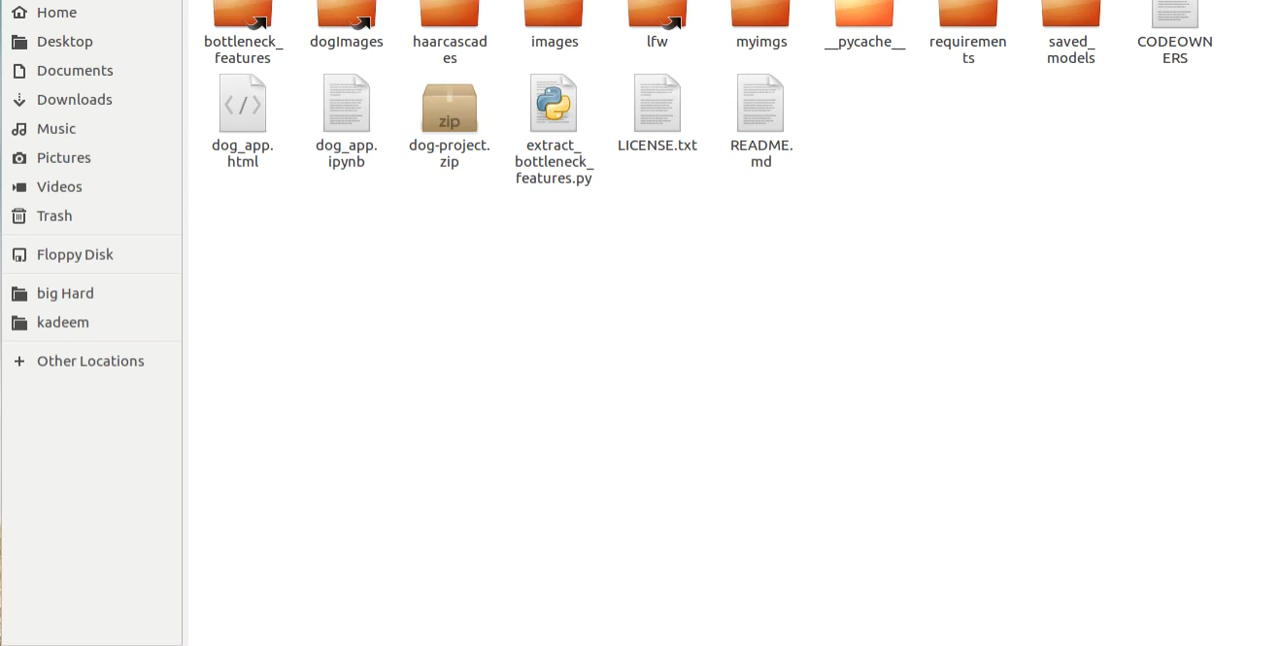 Home
Desktop
Documents
Downloads
Music
Pictures
Videos
Trash
Floppy Disk
big Hard
kadeem
Other Locations
bottleneck_
features
dogImages
haarcascad
es
images
lfw
myimgs
__pycache__
requiremen
ts
saved_
models
CODEOWN
ERS
dog_app.
html
dog_app.
ipynb
zip
dog-project.
zip
extract_
bottleneck_
features.py
LICENSE.txt
README.
md